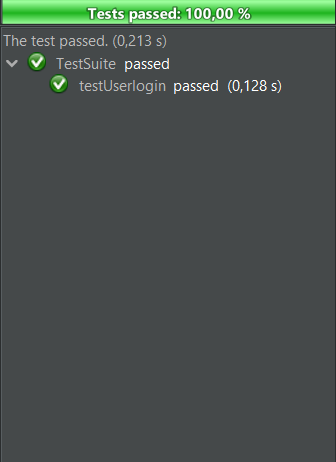 Tests passed: 100,00 %
The test passed. (0,213 s)
TestSuite passed
testUserlogin passed (0,128 s)